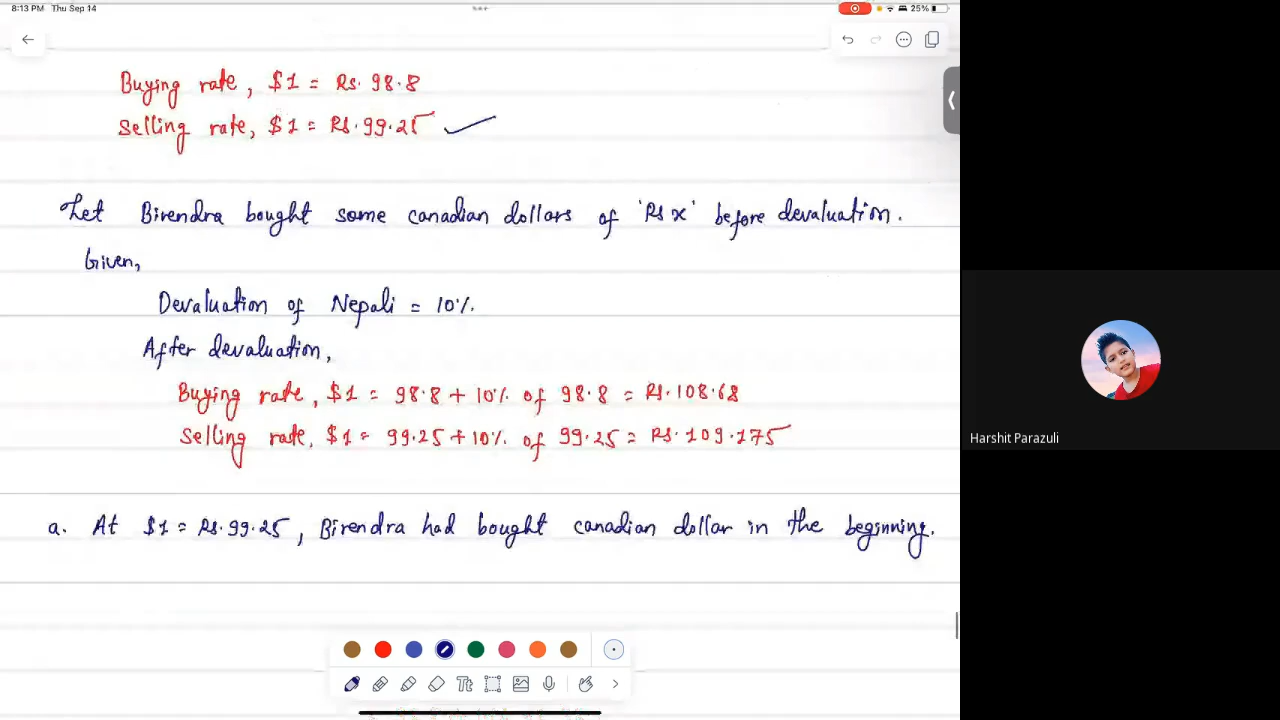 8:13 PM Thu Sep 14
25%
Buying rate, $1 = Rs. 98.8
Selling rate, $1 = Rs. 99.25
Let Birendra bought some canadian dollars of 'Rs x' before devaluation.
Given,
Devaluation of Nepali = 10%.
After devaluation,
Buying rate, $1 = 98.8 + 10% of 98.8 = Rs. 108.68
Selling rate, $1 = 99.25 + 10% of 99.25 = Rs. 109.175
a. At $1 = Rs. 99.25, Birendra had bought canadian dollar in the beginning.
Tt
Harshit Parazuli